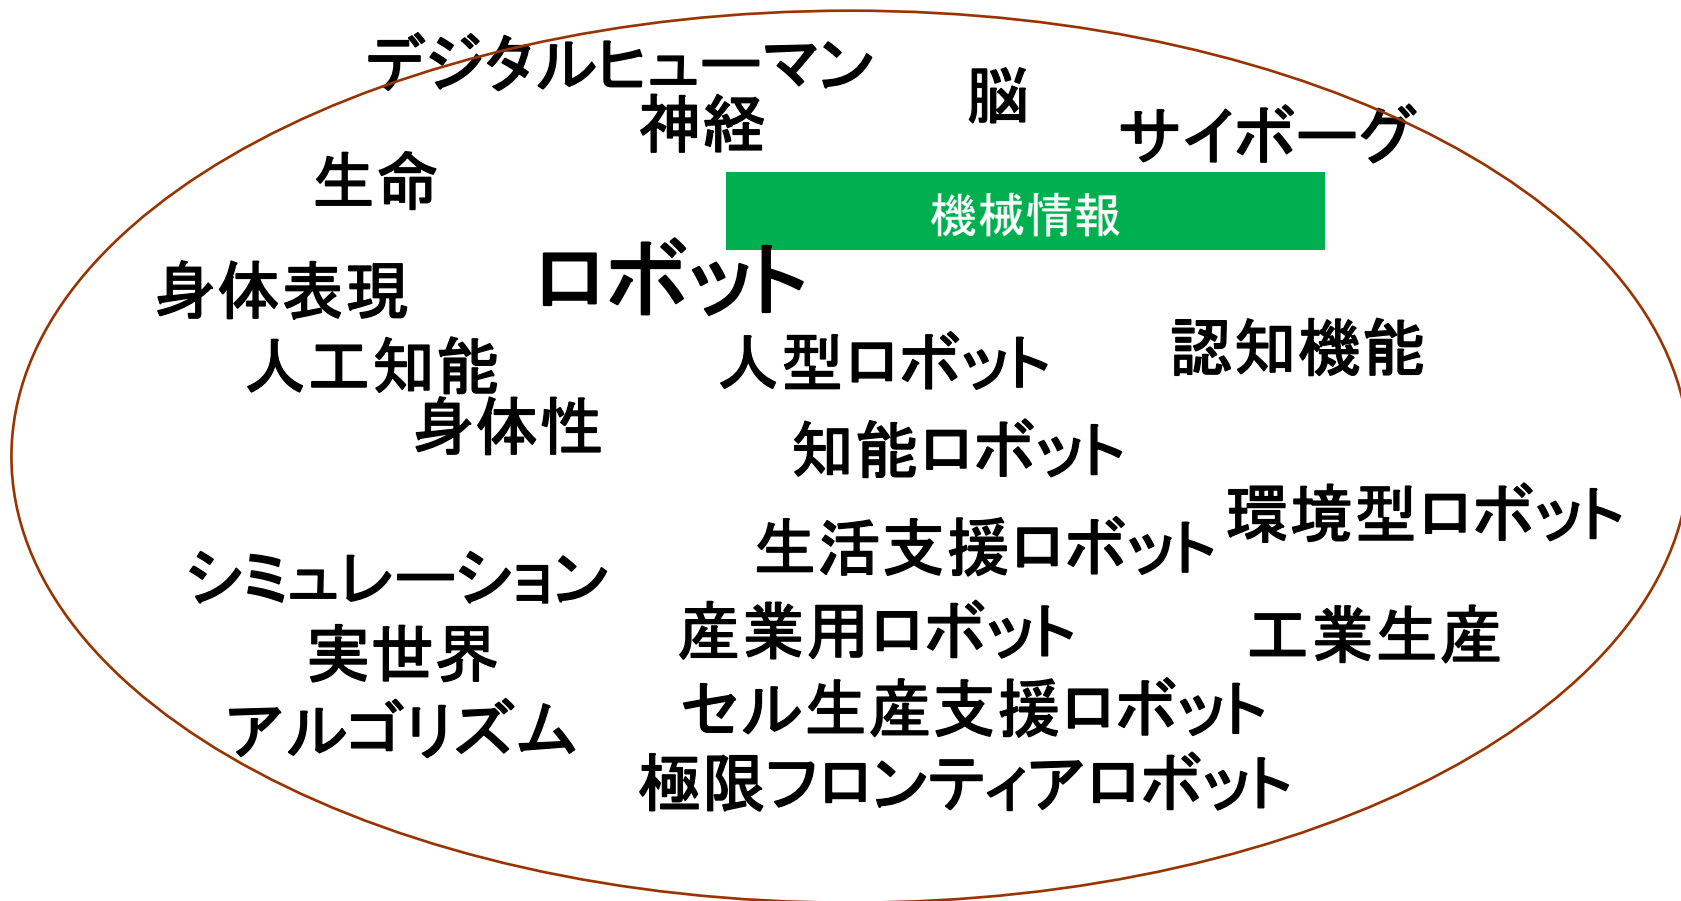 デジタルヒューマン
脳
神経
サイボーグ
生命
機械情報
ロボット
身体表現
人工知能
人型ロボット
認知機能
身体性
知能ロボット
環境型ロボット
生活支援ロボット
シミュレーション
産業用ロボット
工業生産
実世界
セル生産支援ロボット
アルゴリズム
極限フロンティアロボット